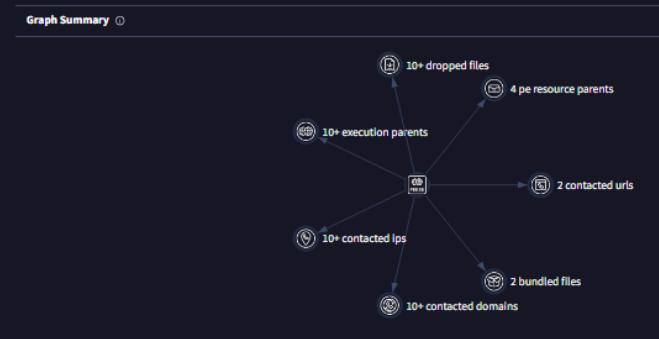 Graph Summary
10+ dropped files
4 pe resource parents
10+ execution parents
2 contacted urls
10+ contacted ips
2 bundled files
10+ contacted domains